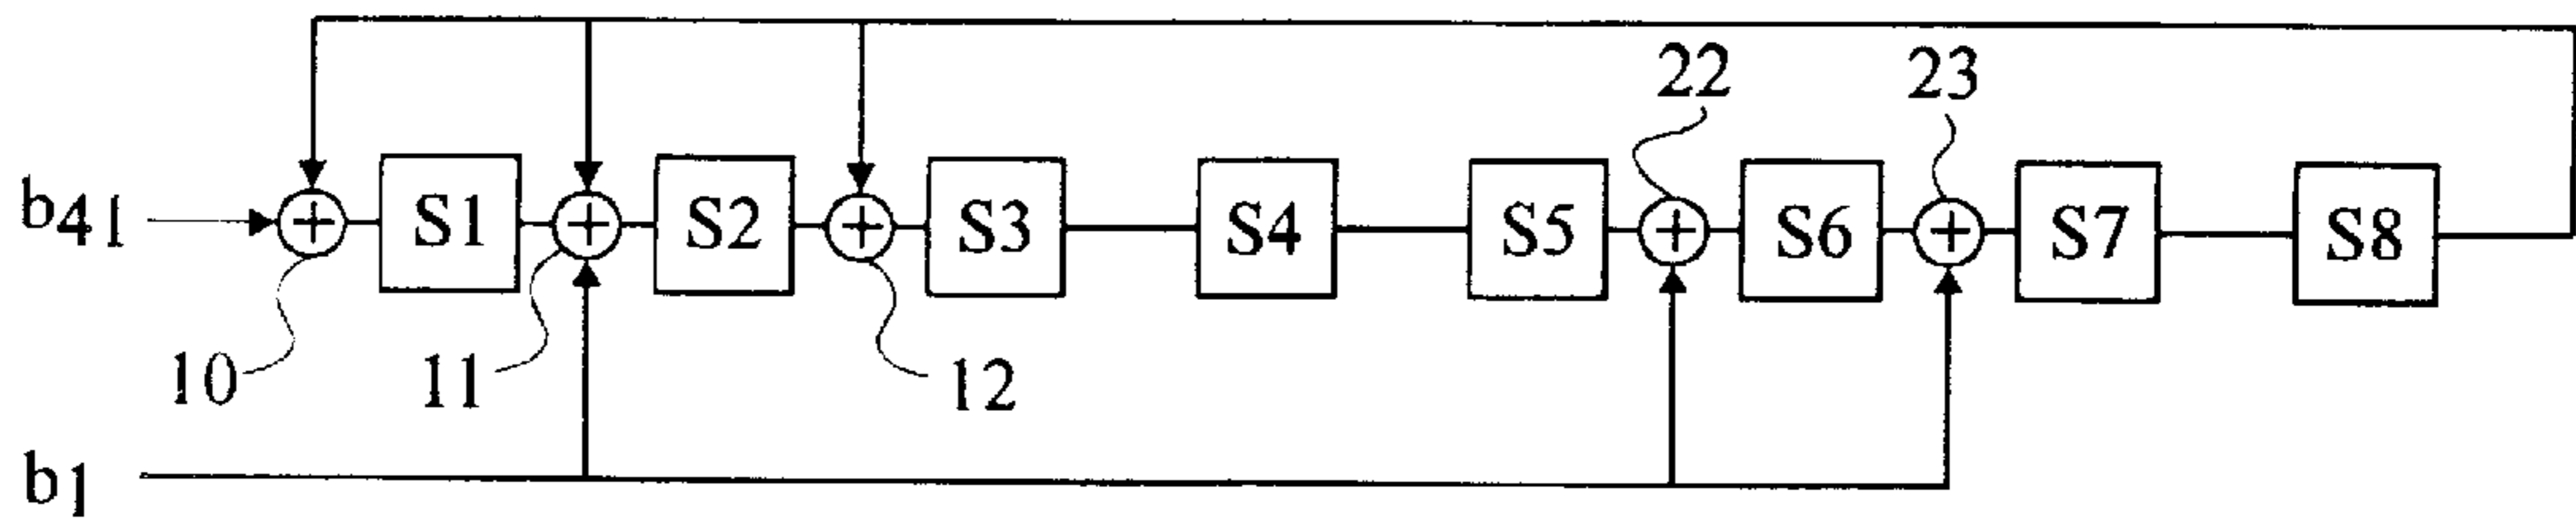 22 23
b41 + S1 + S2 + S3 S4 S5 + S6 + S7 S8
10 11 12
b1